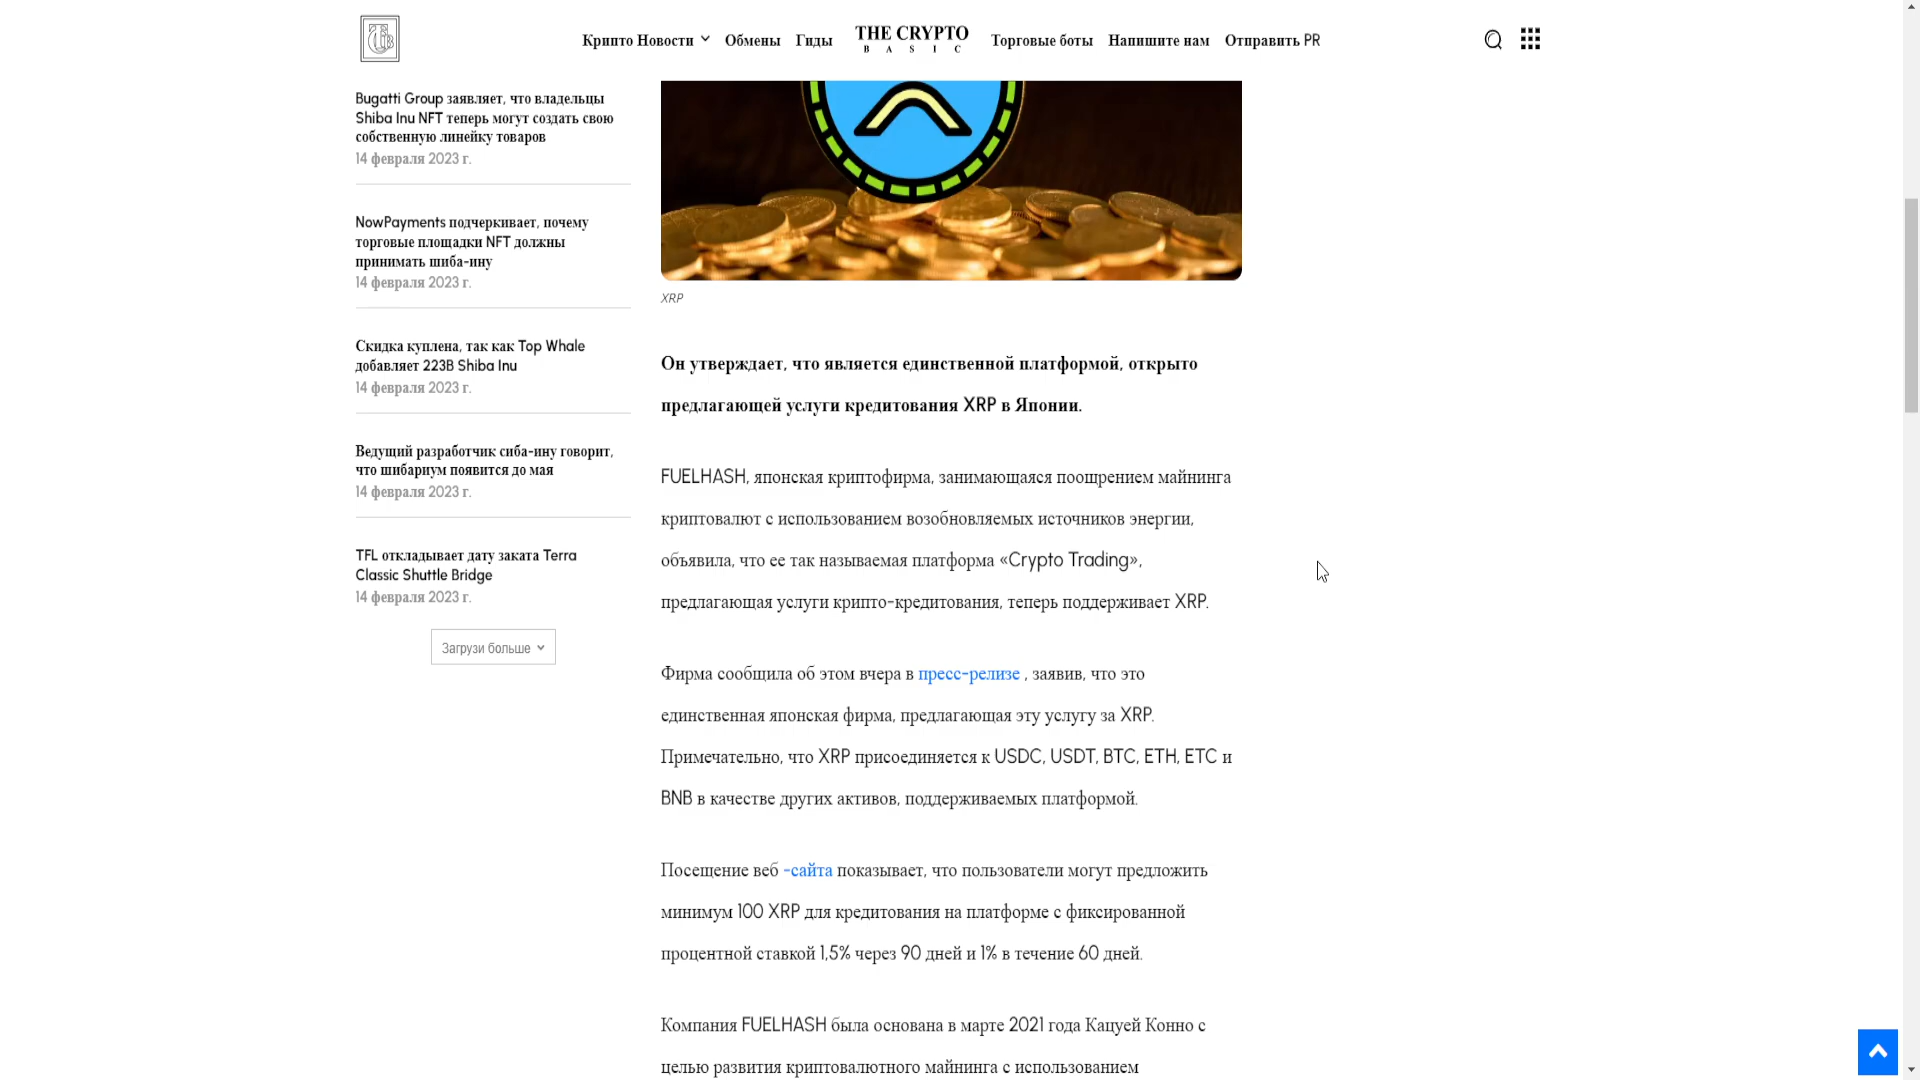 Крипто Новости
Обмены
Гиды
THE CRYPTO
BASIC
Торговые боты
Напишите нам
Отправить PR
Bugatti Group заявляет, что владельцы
Shiba Inu NFT теперь могут создать свою
собственную линейку товаров
14 февраля 2023 г.
NowPayments подчеркивает, почему
торговые площадки NFT должны
принимать шиба-ину
14 февраля 2023 г.
Скидка куплена, так как Top Whale
добавляет 223B Shiba Inu
14 февраля 2023 г.
Ведущий разработчик сиба-ину говорит,
что шибариум появится до мая
14 февраля 2023 г.
TFL откладывает дату заката Terra
Classic Shuttle Bridge
14 февраля 2023 г.
Загрузи больше
XRP
Он утверждает, что является единственной платформой, открыто
предлагающей услуги кредитования XRP в Японии.
FUELHASH, японская криптофирма, занимающаяся поощрением майнинга
криптовалют с использованием возобновляемых источников энергии,
объявила, что ее так называемая платформа «Crypto Trading»,
предлагающая услуги крипто-кредитования, теперь поддерживает XRP.
Фирма сообщила об этом вчера в пресс-релизе , заявив, что это
единственная японская фирма, предлагающая эту услугу за XRP.
Примечательно, что XRP присоединяется к USDC, USDT, BTC, ETH, ETC и
BNB в качестве других активов, поддерживаемых платформой.
Посещение веб -сайта показывает, что пользователи могут предложить
минимум 100 XRP для кредитования на платформе с фиксированной
процентной ставкой 1,5% через 90 дней и 1% в течение 60 дней.
Компания FUELHASH была основана в марте 2021 года Кацуей Конно с
целью развития криптовалютного майнинга с использованием